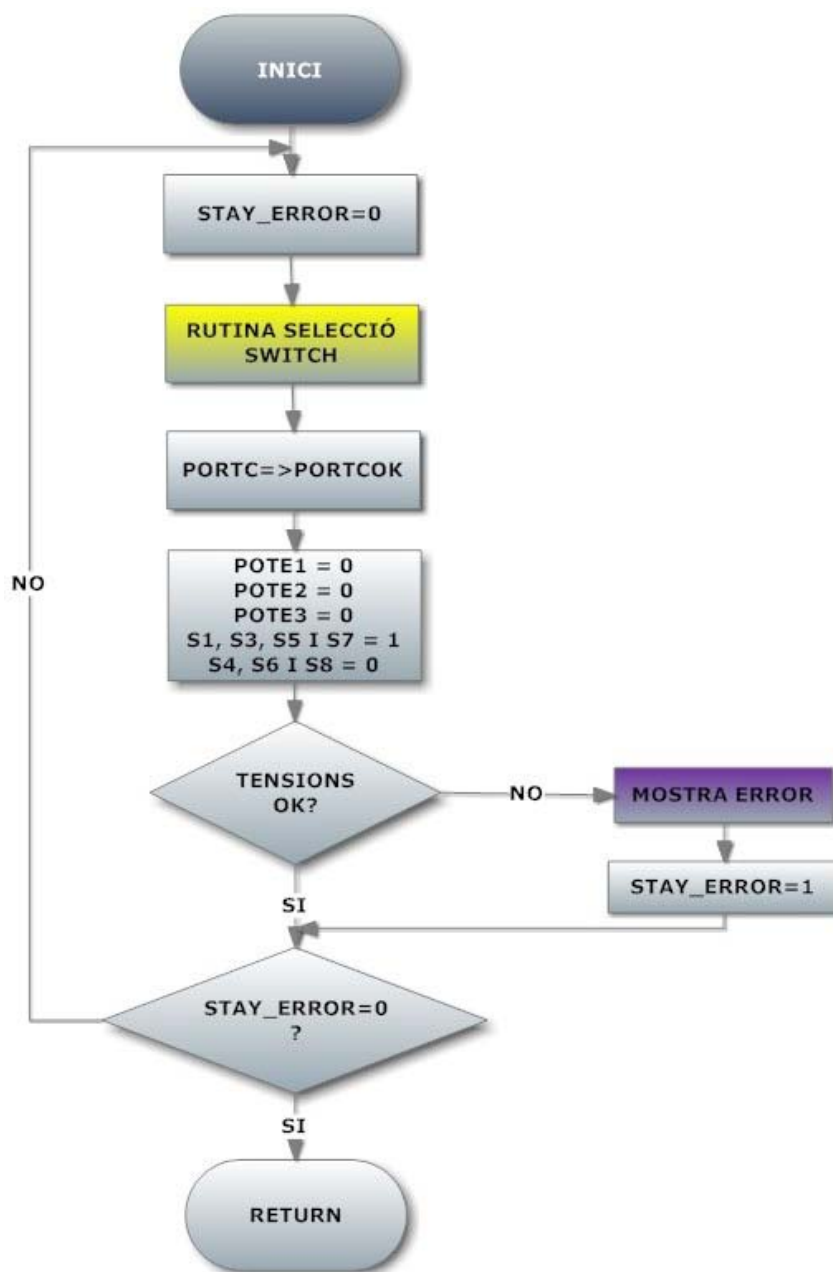 INICI
STAY_ERROR=0
RUTINA SELECCIÓ
SWITCH
PORTC=>PORTCOK
NO
POTE1 = 0
POTE2 = 0
POTE3 = 0
S1, S3, S5 I S7 = 1
S4, S6 I S8 = 0
TENSIONS
OK?
NO
MOSTRA ERROR
STAY_ERROR=1
SI
STAY_ERROR=0
?
SI
RETURN